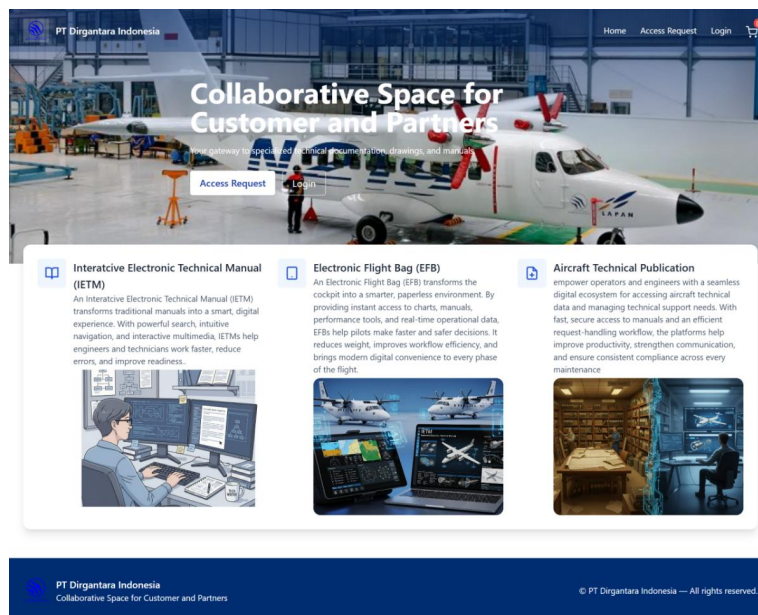 PT Dirgantara Indonesia
Home Access Request Login
Collaborative Space for
Customer and Partners
Your gateway to specialized technical documentation, drawings, and manuals
Access Request Login
LAPAN
Interatcive Electronic Technical Manual
(IETM)
An Interatcive Electronic Technical Manual (IETM)
transforms traditional manuals into a smart, digital
experience. With powerful search, intuitive
navigation, and interactive multimedia, IETMs help
engineers and technicians work faster, reduce
errors, and improve readiness..
Electronic Flight Bag (EFB)
An Electronic Flight Bag (EFB) transforms the
cockpit into a smarter, paperless environment. By
providing instant access to charts, manuals,
performance tools, and real-time operational data,
EFBs help pilots make faster and safer decisions. It
reduces weight, improves workflow efficiency, and
brings modern digital convenience to every phase
of the flight.
IETM
Aircraft Technical Publication
empower operators and engineers with a seamless
digital ecosystem for accessing aircraft technical
data and managing technical support needs. With
fast, secure access to manuals and an efficient
request-handling workflow, the platforms help
improve productivity, strengthen communication,
and ensure consistent compliance across every
maintenance
PT Dirgantara Indonesia
Collaborative Space for Customer and Partners
© PT Dirgantara Indonesia — All rights reserved.